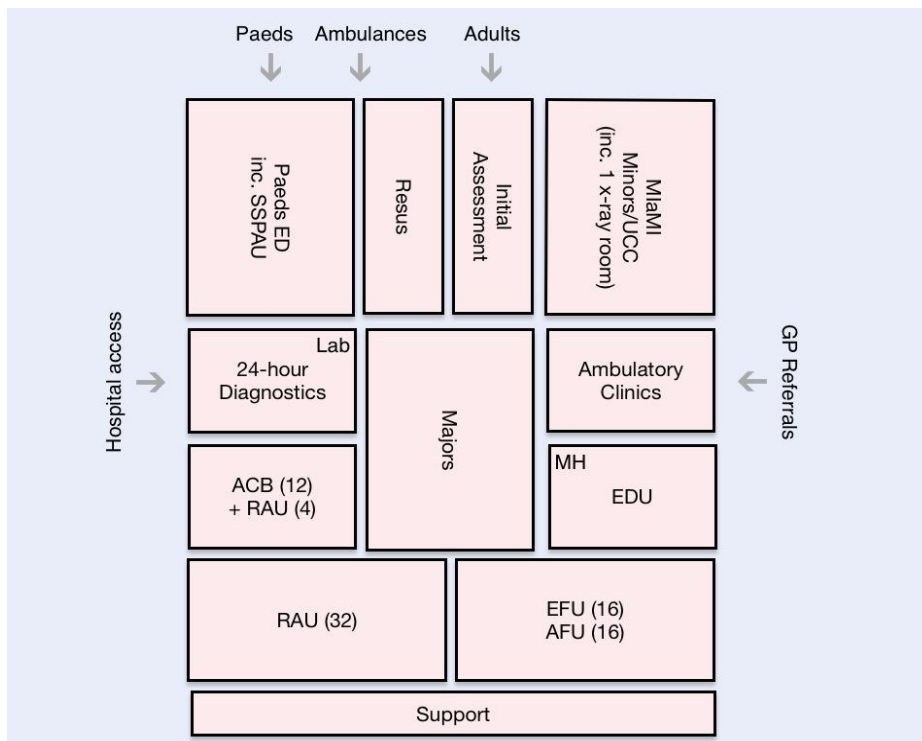 Paeds
Ambulances
Adults
Paeds ED
inc. SSPAU
Resus
Initial
Assessment
MIaMI
Minors/UCC
(inc. 1 x-ray room)
Hospital access
Lab
24-hour
Diagnostics
Majors
Ambulatory
Clinics
GP Referrals
ACB (12)
+ RAU (4)
MH
EDU
RAU (32)
EFU (16)
AFU (16)
Support